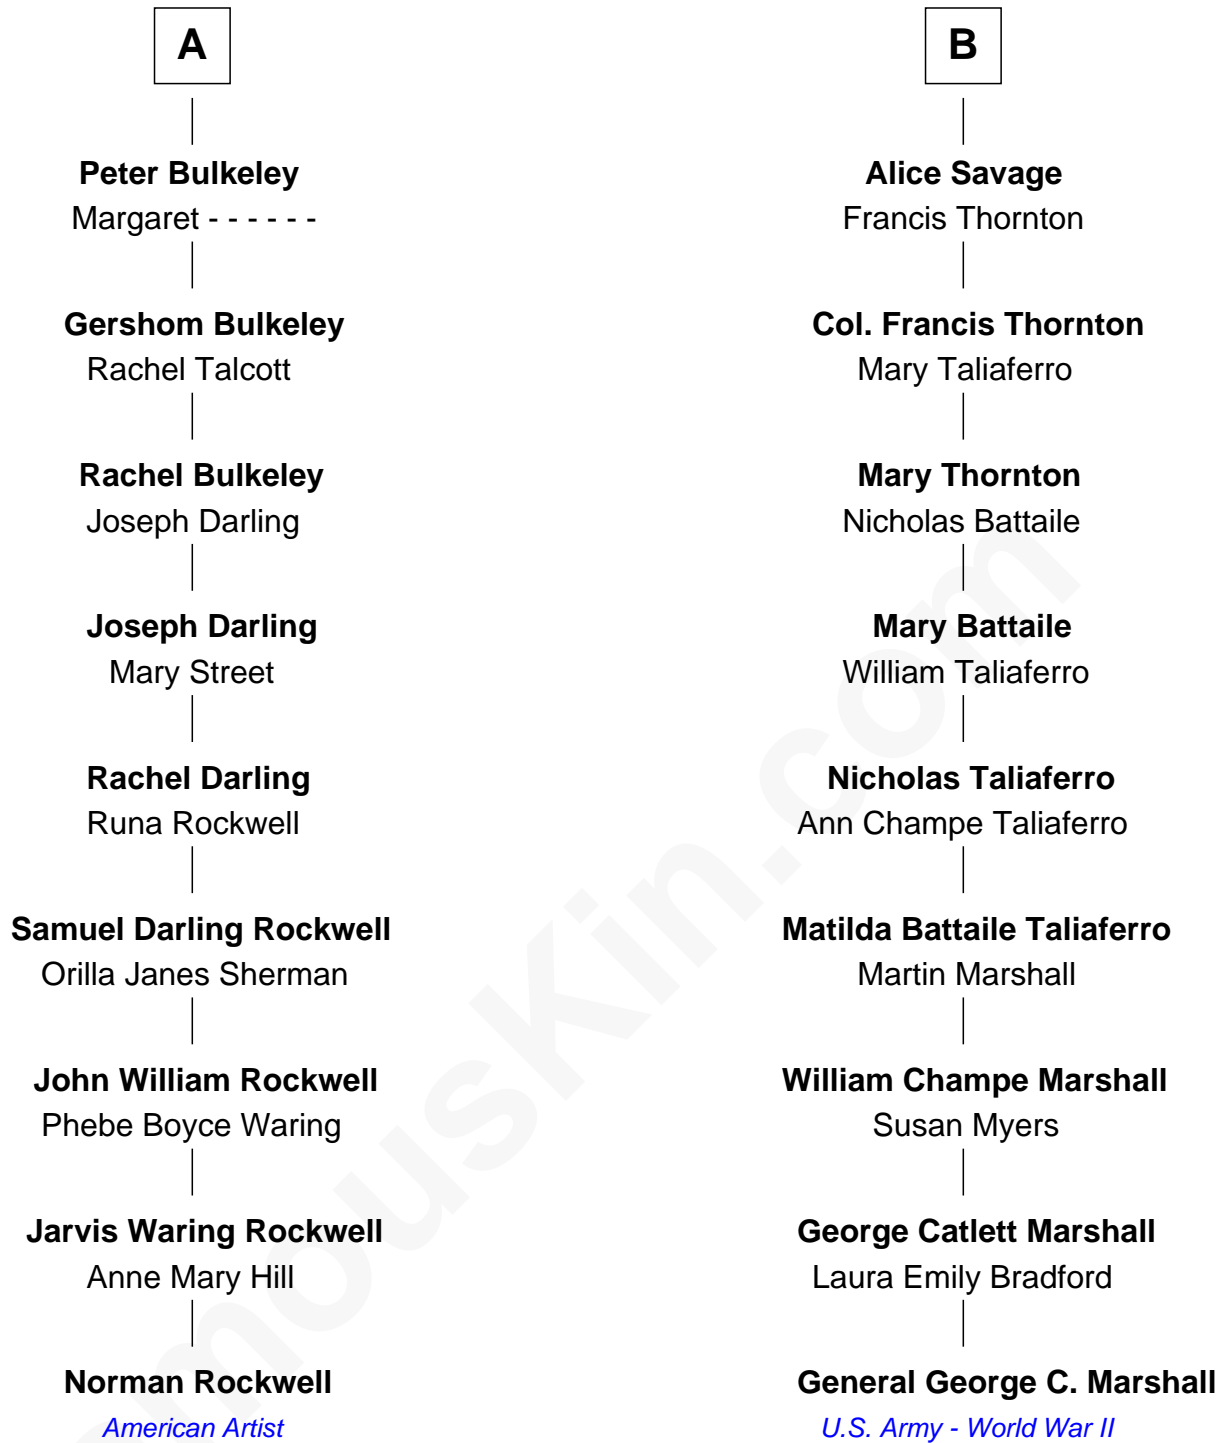 A
Peter Bulkeley
Margaret - - - - - -
Gershom Bulkeley
Rachel Talcott
Rachel Bulkeley
Joseph Darling
Joseph Darling
Mary Street
Rachel Darling
Runa Rockwell
Samuel Darling Rockwell
Orilla Janes Sherman
John William Rockwell
Phebe Boyce Waring
Jarvis Waring Rockwell
Anne Mary Hill
Norman Rockwell
American Artist
B
Alice Savage
Francis Thornton
Col. Francis Thornton
Mary Taliaferro
Mary Thornton
Nicholas Battaile
Mary Battaile
William Taliaferro
Nicholas Taliaferro
Ann Champe Taliaferro
Matilda Battaile Taliaferro
Martin Marshall
William Champe Marshall
Susan Myers
George Catlett Marshall
Laura Emily Bradford
General George C. Marshall
U.S. Army - World War II
mousKin.com